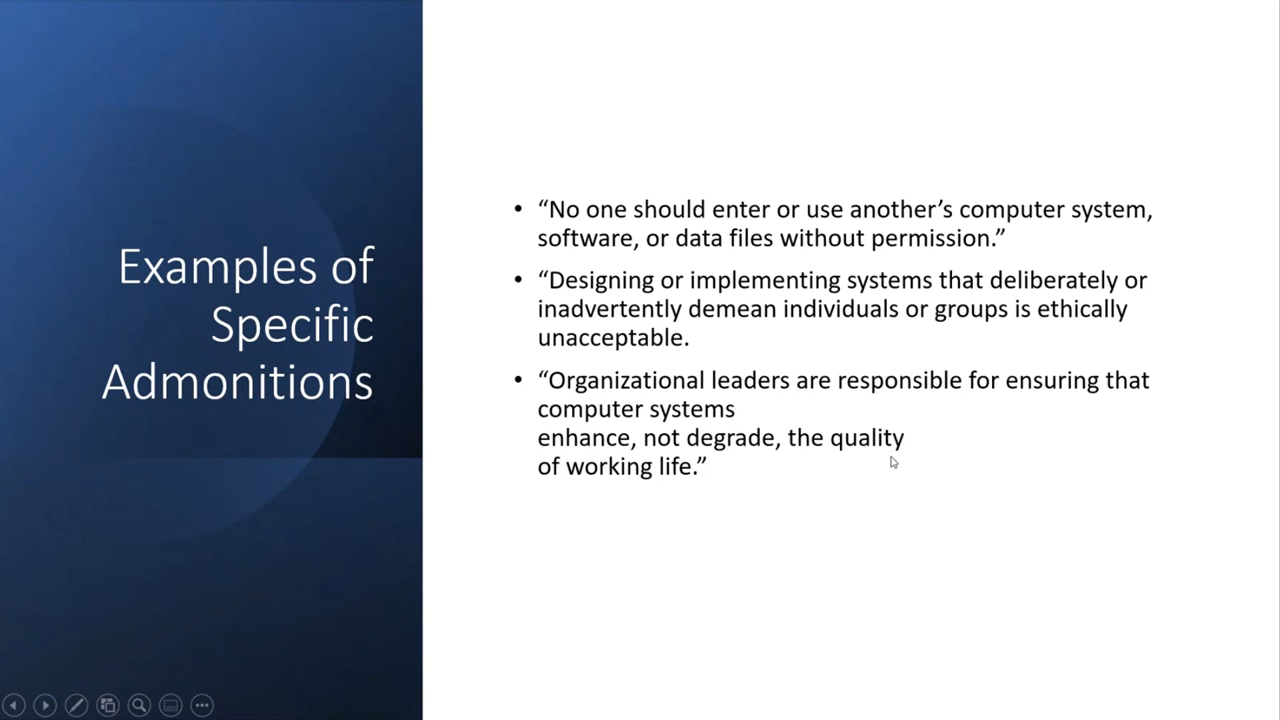 Examples of
Specific
Admonitions
• “No one should enter or use another’s computer system,
software, or data files without permission.”
• “Designing or implementing systems that deliberately or
inadvertently demean individuals or groups is ethically
unacceptable.
• “Organizational leaders are responsible for ensuring that
computer systems
enhance, not degrade, the quality
of working life.”